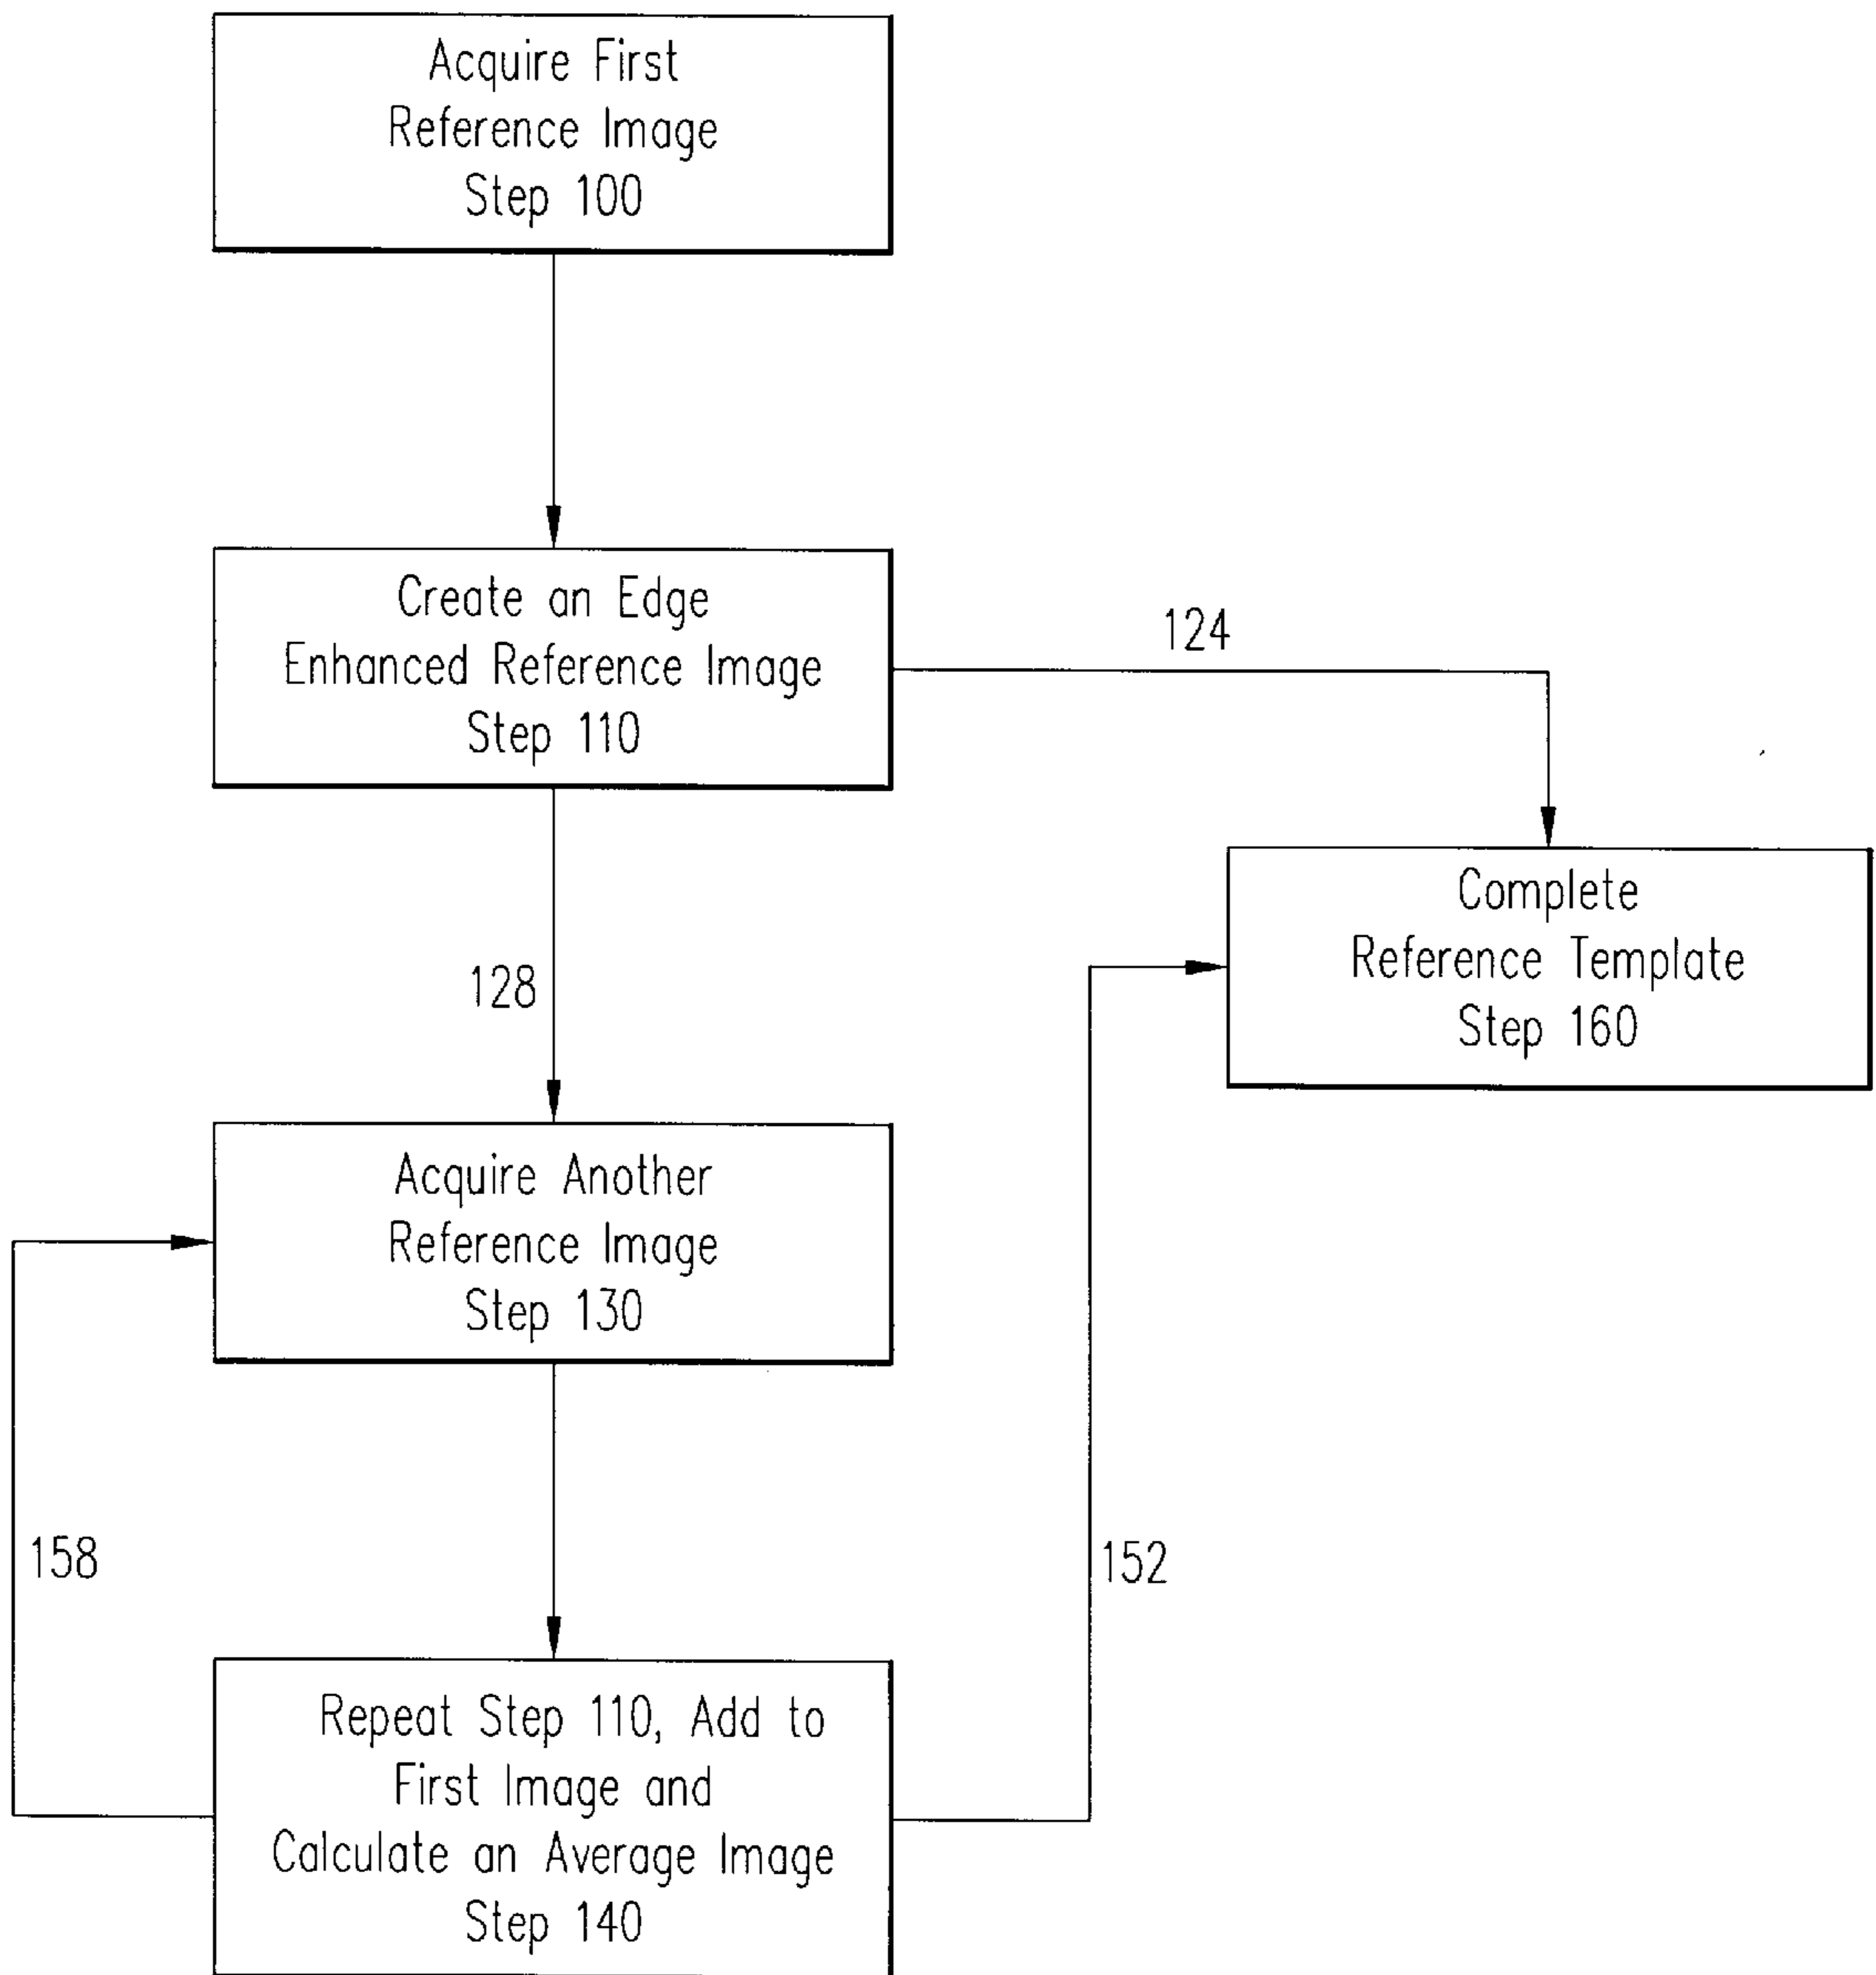 Acquire First
Reference Image
Step 100
Create an Edge
Enhanced Reference Image
Step 110
124
128
Complete
Reference Template
Step 160
Acquire Another
Reference Image
Step 130
158
152
Repeat Step 110, Add to
First Image and
Calculate an Average Image
Step 140